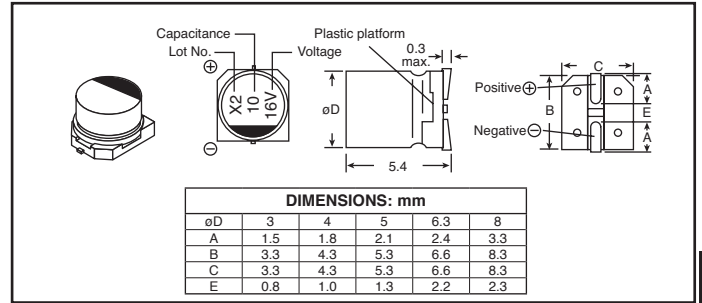 Capacitance
Lot No.
Voltage
Plastic platform
0.3
max.
X2
10
16V
⊕
⊖
øD
5.4
C
Positive ⊕
Negative ⊖
B
A
E
A
DIMENSIONS: mm
øD 3 4 5 6.3 8
A 1.5 1.8 2.1 2.4 3.3
B 3.3 4.3 5.3 6.6 8.3
C 3.3 4.3 5.3 6.6 8.3
E 0.8 1.0 1.3 2.2 2.3